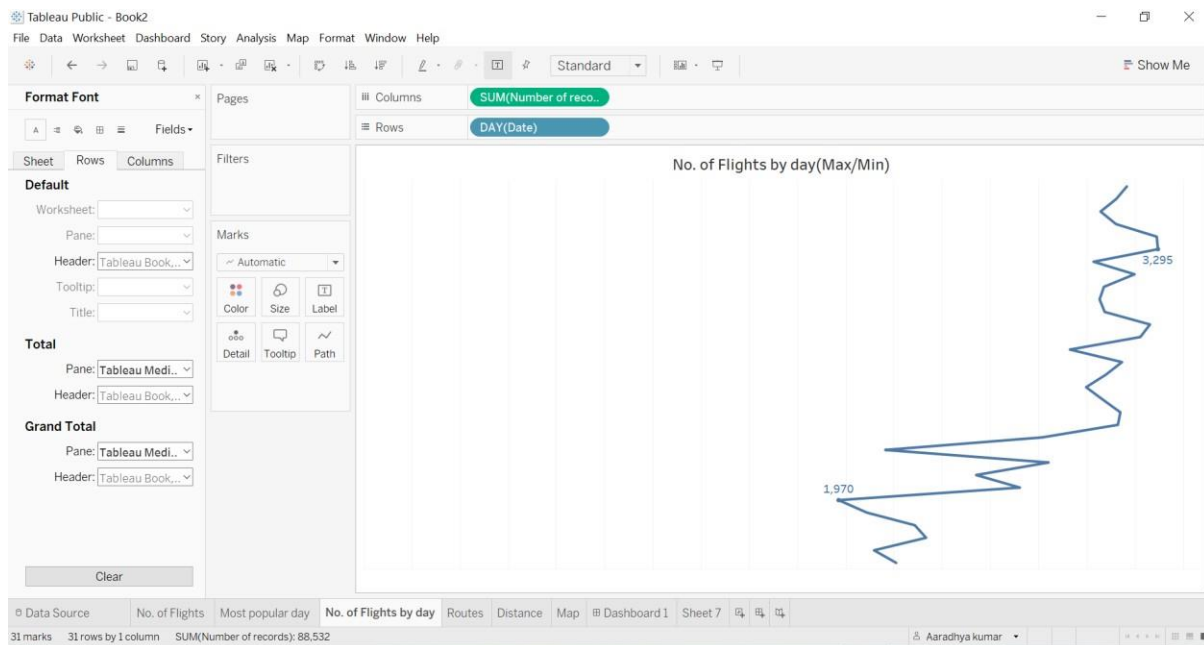 Tableau Public - Book2
File Data Worksheet Dashboard Story Analysis Map Format Window Help
Standard
Show Me
Format Font
Fields
Sheet Rows Columns
Default
Worksheet:
Pane:
Header: Tableau Book,...
Tooltip:
Title:
Total
Pane: Tableau Medi..
Header: Tableau Book,...
Grand Total
Pane: Tableau Medi..
Header: Tableau Book,...
Clear
Pages
Filters
Marks
Automatic
Color Size Label
Detail Tooltip Path
Columns SUM(Number of reco..
Rows DAY(Date)
No. of Flights by day(Max/Min)
3,295
1,970
Data Source No. of Flights Most popular day No. of Flights by day Routes Distance Map Dashboard 1 Sheet 7
31 marks 31 rows by 1 column SUM(Number of records): 88,532 Aaradhya kumar